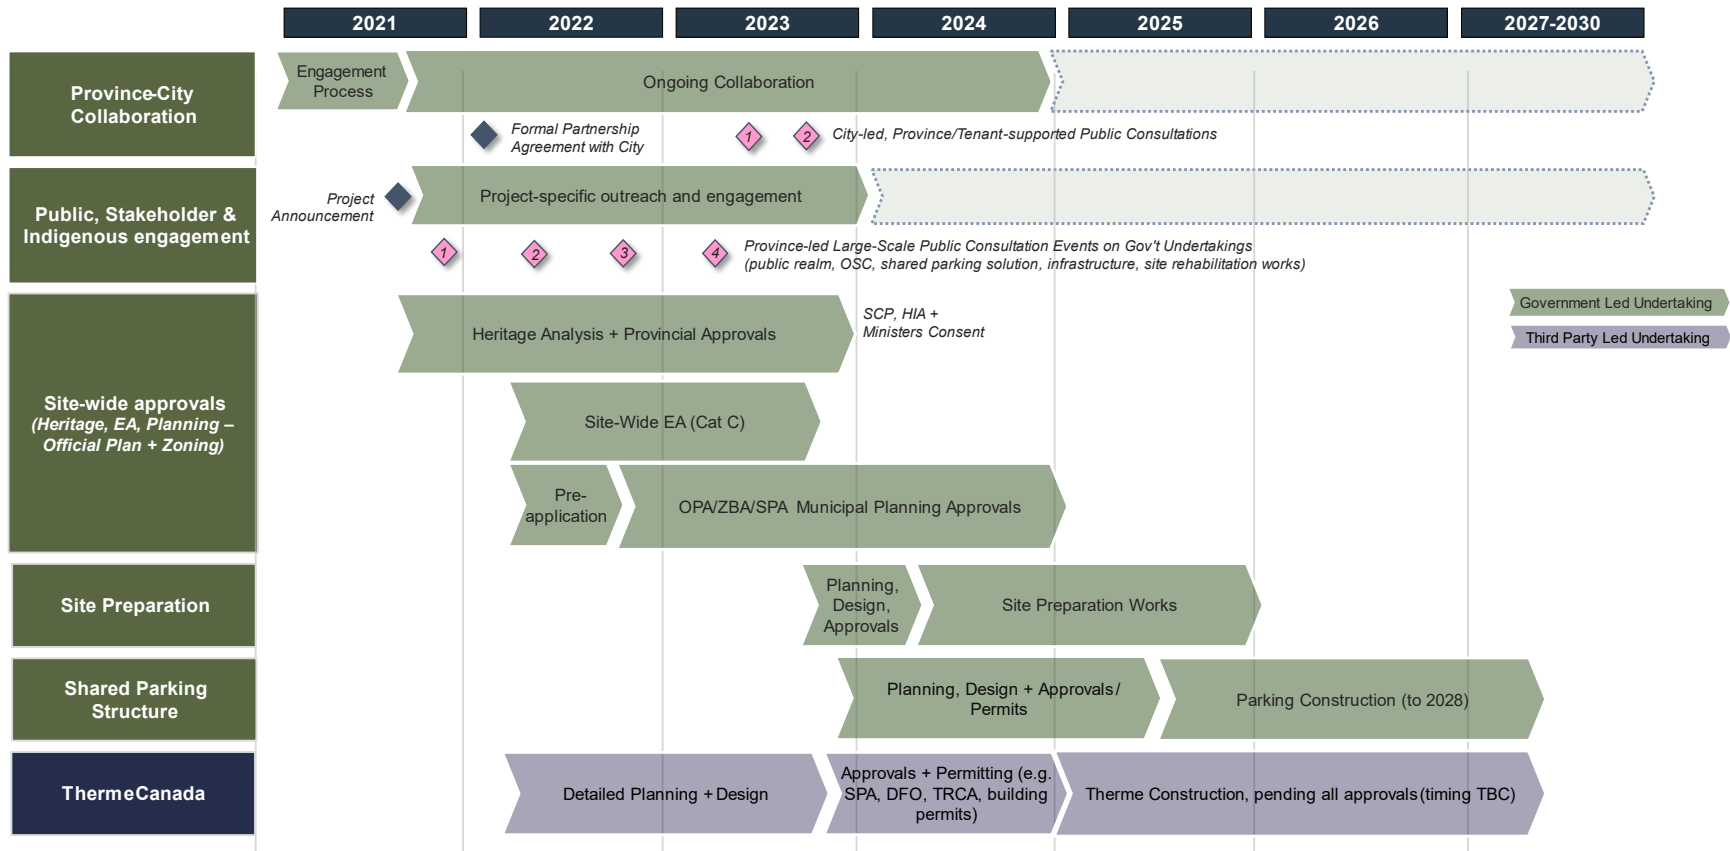 2021
2022
2023
2024
2025
2026
2027-2030
Province-City
Collaboration
Engagement
Process
Ongoing Collaboration
Formal Partnership
Agreement with City
1
2
City-led, Province/Tenant-supported Public Consultations
Public, Stakeholder &
Indigenous engagement
Project
Announcement
Project-specific outreach and engagement
1
2
3
4
Province-led Large-Scale Public Consultation Events on Gov't Undertakings
(public realm, OSC, shared parking solution, infrastructure, site rehabilitation works)
Government Led Undertaking
Third Party Led Undertaking
Site-wide approvals
(Heritage, EA, Planning –
Official Plan + Zoning)
Heritage Analysis + Provincial Approvals
SCP, HIA +
Ministers Consent
Site-Wide EA (Cat C)
Pre-
application
OPA/ZBA/SPA Municipal Planning Approvals
Site Preparation
Planning,
Design,
Approvals
Site Preparation Works
Shared Parking
Structure
Planning, Design + Approvals/
Permits
Parking Construction (to 2028)
ThermeCanada
Detailed Planning + Design
Approvals + Permitting (e.g.
SPA, DFO, TRCA, building
permits)
Therme Construction, pending all approvals (timing TBC)